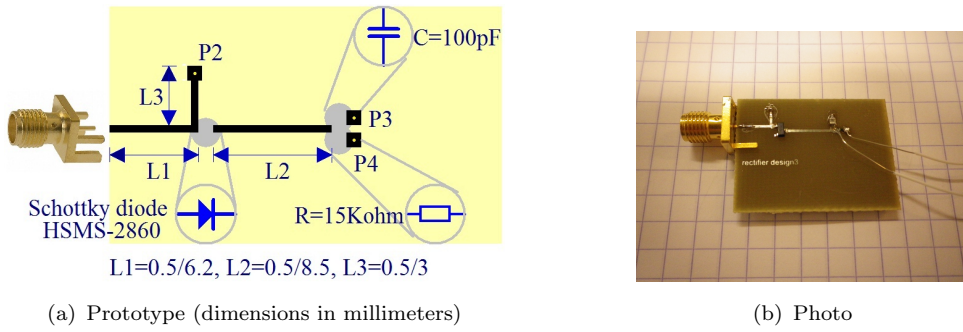 P2
L3
C=100pF
P3
P4
L1
L2
Schottky diode
HSMS-2860
R=15Kohm
L1=0.5/6.2, L2=0.5/8.5, L3=0.5/3
rectifier design3
(a) Prototype (dimensions in millimeters)
(b) Photo